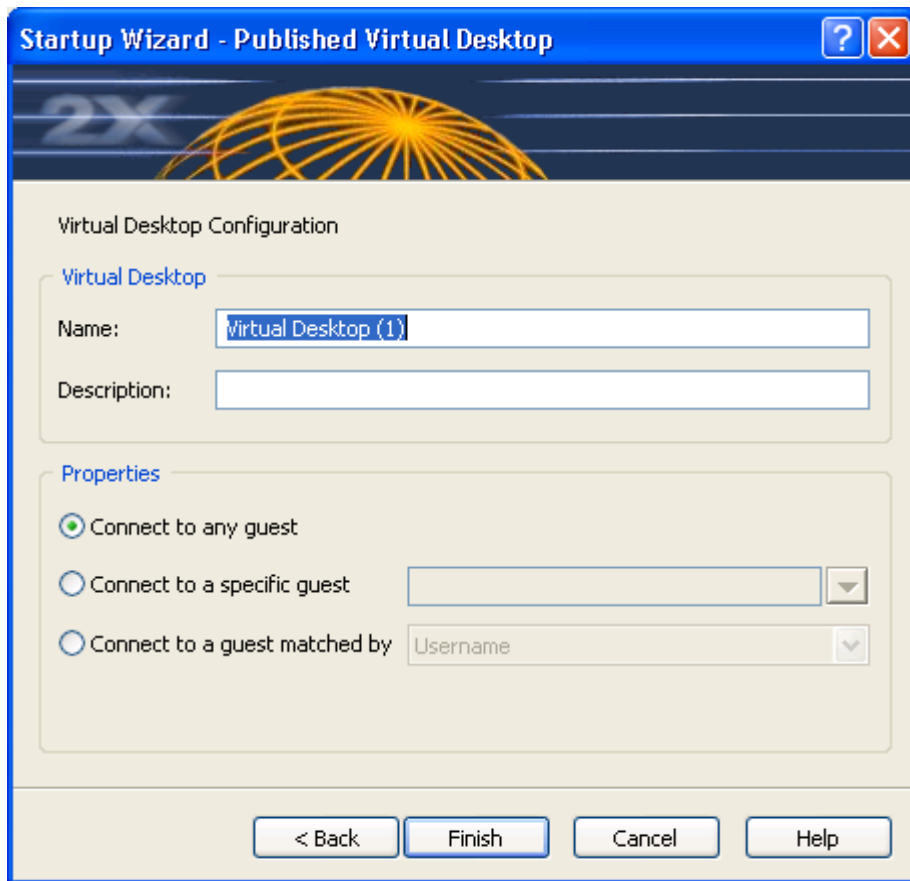 Startup Wizard - Published Virtual Desktop
?
2X
Virtual Desktop Configuration
Virtual Desktop
Name: Virtual Desktop (1)
Description:
Properties
Connect to any guest
Connect to a specific guest
Connect to a guest matched by Username
< Back Finish Cancel Help